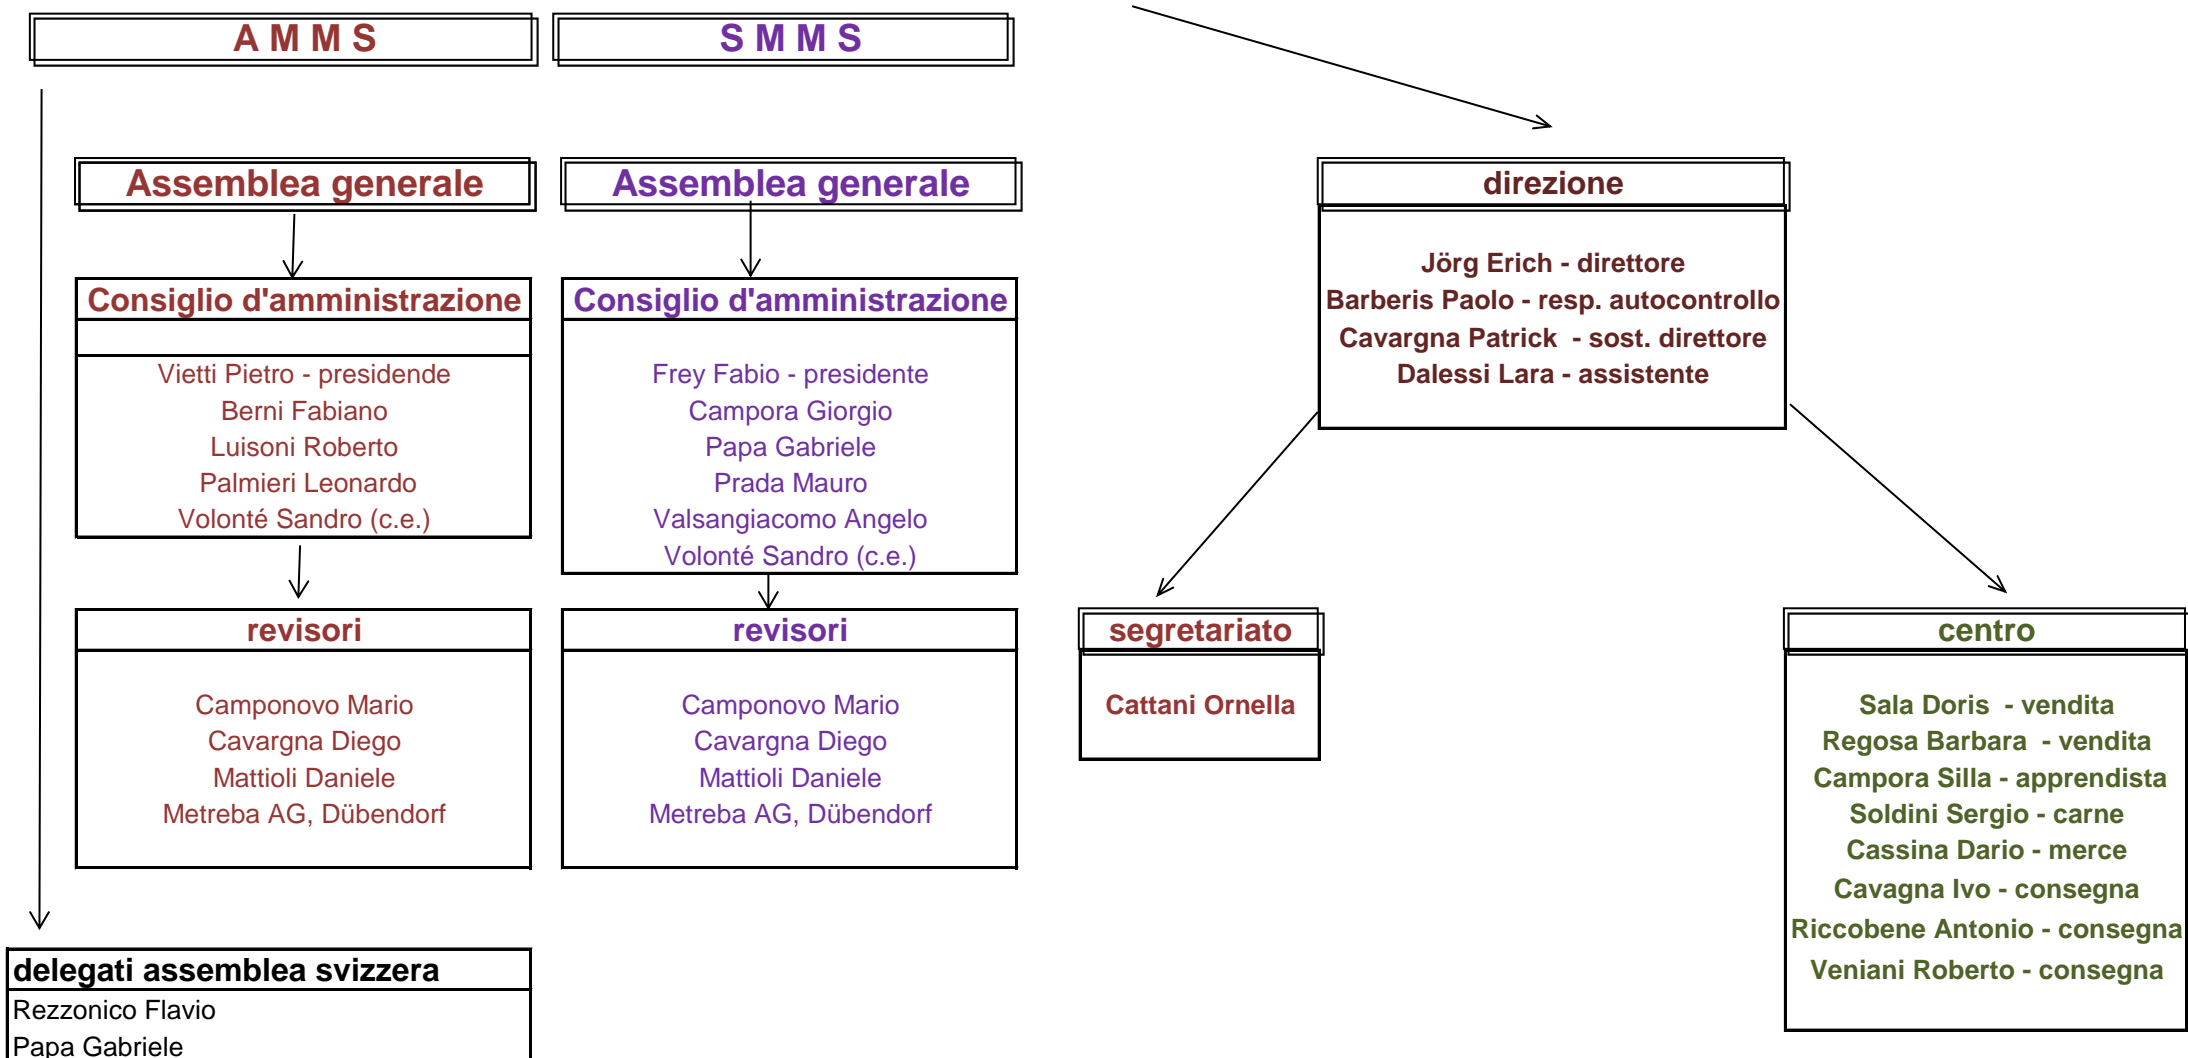 A M M S
S M M S
Assemblea generale
Consiglio d'amministrazione
Vietti Pietro - presidende
Berni Fabiano
Luisoni Roberto
Palmieri Leonardo
Volonté Sandro (c.e.)
revisori
Camponovo Mario
Cavargna Diego
Mattioli Daniele
Metreba AG, Dübendorf
delegati assemblea svizzera
Rezzonico Flavio
Papa Gabriele
Assemblea generale
Consiglio d'amministrazione
Frey Fabio - presidente
Campora Giorgio
Papa Gabriele
Prada Mauro
Valsangiacomo Angelo
Volonté Sandro (c.e.)
revisori
Camponovo Mario
Cavargna Diego
Mattioli Daniele
Metreba AG, Dübendorf
direzione
Jörg Erich - direttore
Barberis Paolo - resp. autocontrollo
Cavargna Patrick  - sost. direttore
Dalessi Lara - assistente
segretariato
Cattani Ornella
centro
Sala Doris  - vendita
Regosa Barbara  - vendita
Campora Silla - apprendista
Soldini Sergio - carne
Cassina Dario - merce
Cavagna Ivo - consegna
Riccobene Antonio - consegna
Veniani Roberto - consegna